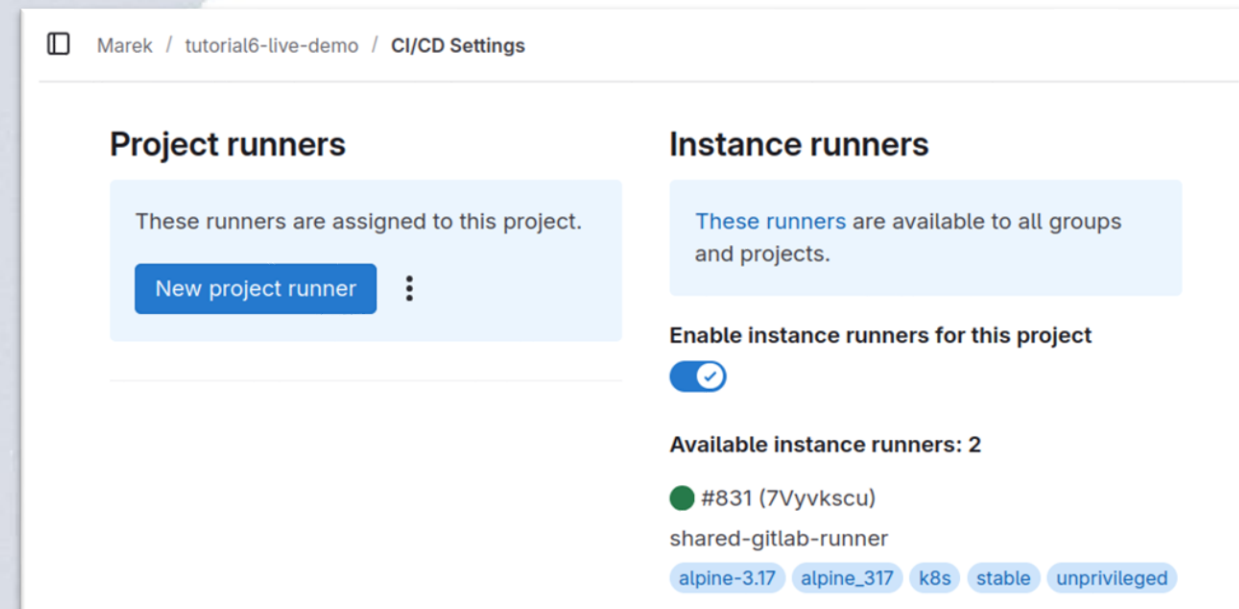 Marek / tutorial6-live-demo / CI/CD Settings
Project runners
These runners are assigned to this project.
New project runner
Instance runners
These runners are available to all groups
and projects.
Enable instance runners for this project
Available instance runners: 2
#831 (7Vyvkscu)
shared-gitlab-runner
alpine-3.17 alpine_317 k8s stable unprivileged